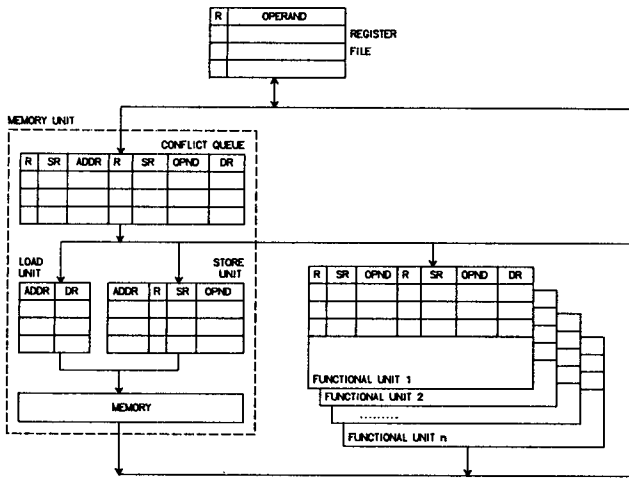 R OPERAND
REGISTER
FILE
MEMORY UNIT
CONFLICT QUEUE
R SR ADDR R SR OPND DR
LOAD
UNIT
STORE
UNIT
ADDR DR
ADDR R SR OPND
MEMORY
R SR OPND R SR OPND DR
FUNCTIONAL UNIT 1
FUNCTIONAL UNIT 2
..........
FUNCTIONAL UNIT n